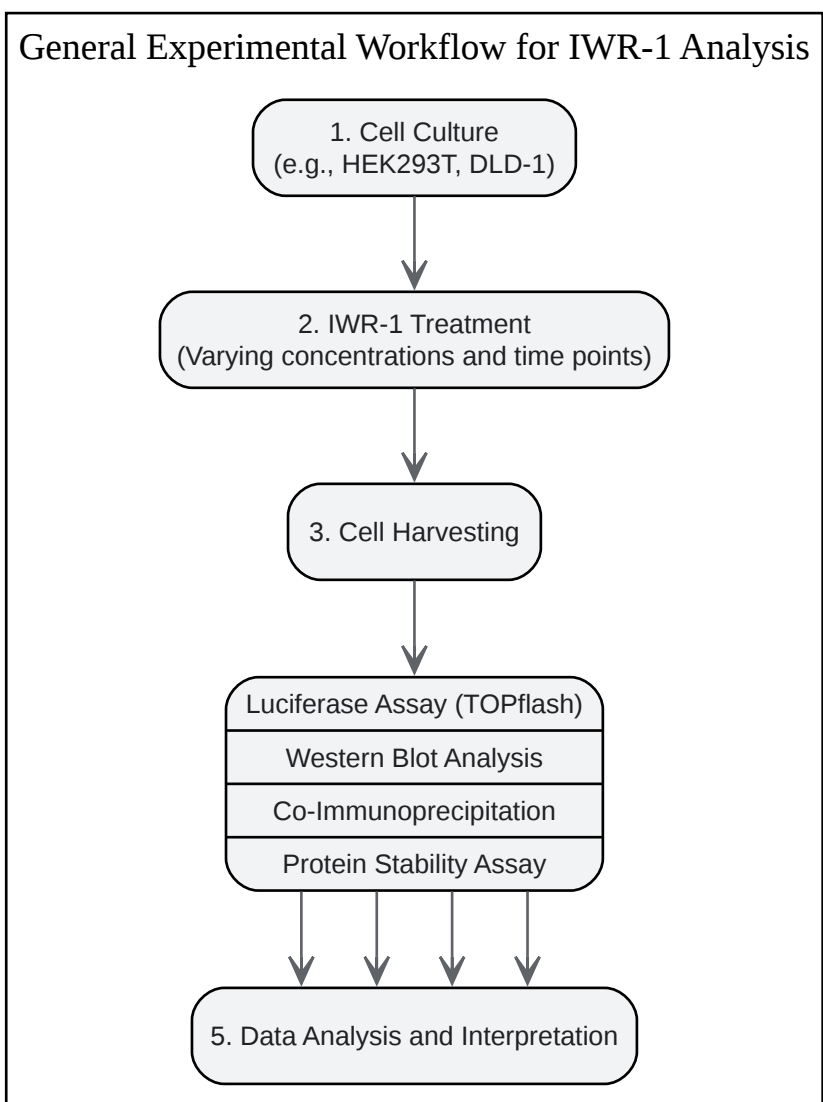 General Experimental Workflow for IWR-1 Analysis
1. Cell Culture
(e.g., HEK293T, DLD-1)
2. IWR-1 Treatment
(Varying concentrations and time points)
3. Cell Harvesting
Luciferase Assay (TOPflash)
Western Blot Analysis
Co-Immunoprecipitation
Protein Stability Assay
5. Data Analysis and Interpretation